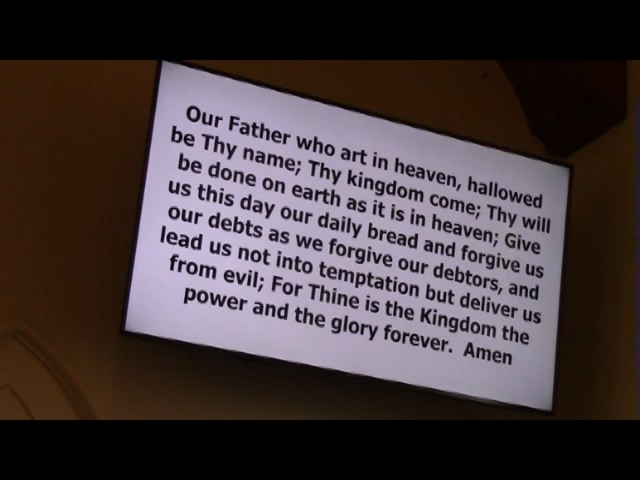 Our Father who art in heaven, hallowed
be Thy name; Thy kingdom come; Thy will
be done on earth as it is in heaven; Give
us this day our daily bread and forgive us
our debts as we forgive our debtors, and
lead us not into temptation but deliver us
from evil; For Thine is the Kingdom the
power and the glory forever.  Amen